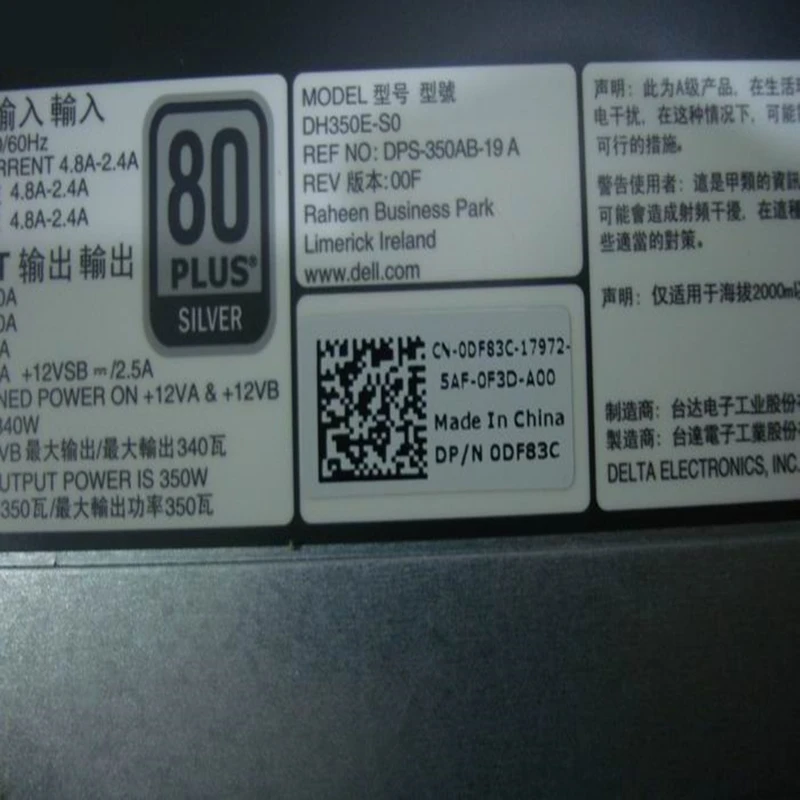 输入 輸入
/60Hz
RRENT 4.8A-2.4A
4.8A-2.4A
4.8A-2.4A
T 输出 輸出
0A
0A
A
A +12VSB ⎓/2.5A
NED POWER ON +12VA & +12VB
340W
VB 最大输出/最大輸出340瓦
UTPUT POWER IS 350W
350瓦/最大輸出功率350瓦
80
PLUS®
SILVER
MODEL 型号 型號
DH350E-S0
REF NO: DPS-350AB-19 A
REV 版本:00F
Raheen Business Park
Limerick Ireland
www.dell.com
CN-0DF83C-17972-
5AF-0F3D-A00
Made In China
DP/N 0DF83C
声明：此为A级产品，在生活环
电干扰，在这种情况下，可能
可行的措施。
警告使用者：這是甲類的資訊
可能會造成射頻干擾，在這種
些適當的對策。
声明：仅适用于海拔2000m以
制造商：台达电子工业股份
製造商：台達電子工業股份
DELTA ELECTRONICS, INC.